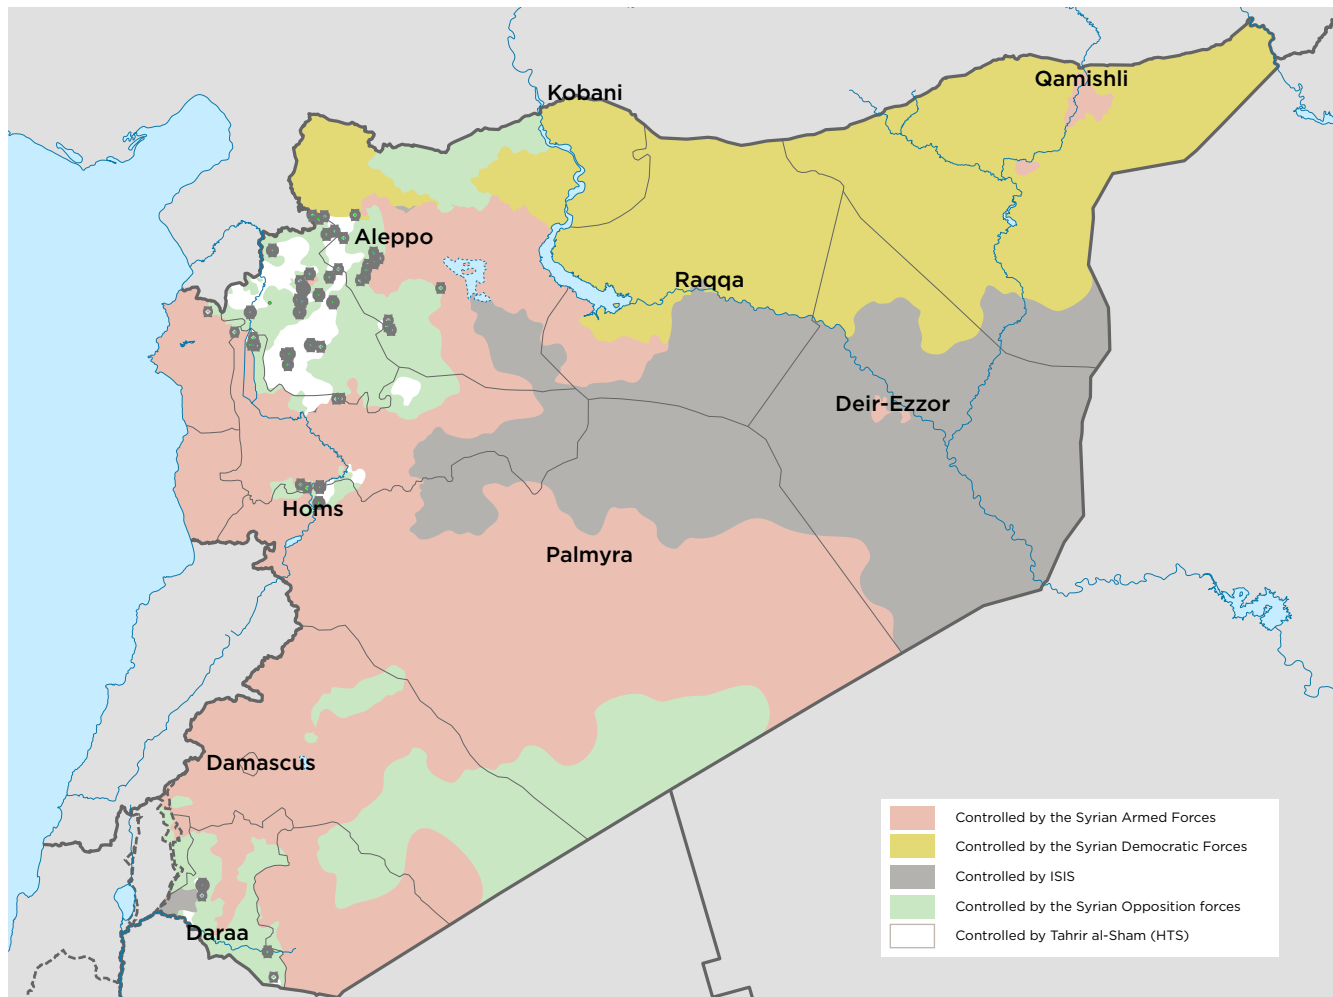 Kobani
Qamishli
Aleppo
Raqqa
Deir-Ezzor
Homs
Palmyra
Damascus
Daraa
Controlled by the Syrian Armed Forces
Controlled by the Syrian Democratic Forces
Controlled by ISIS
Controlled by the Syrian Opposition forces
Controlled by Tahrir al-Sham (HTS)